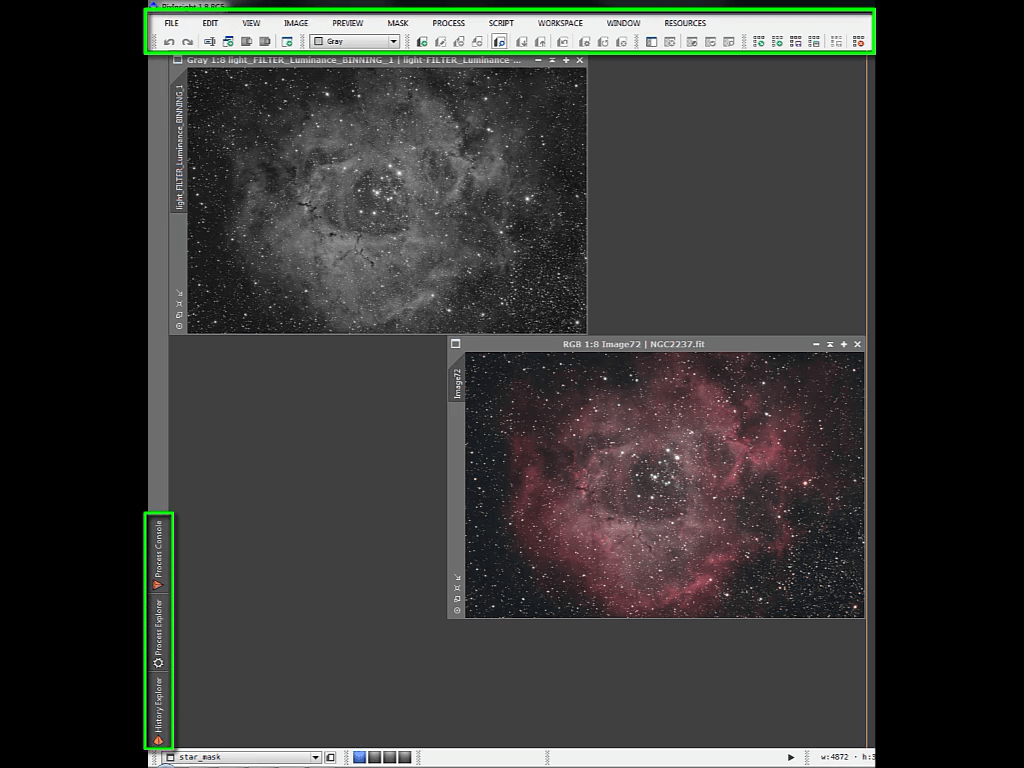 PixInsight 1.8 RC5
FILE EDIT VIEW IMAGE PREVIEW MASK PROCESS SCRIPT WORKSPACE WINDOW RESOURCES
Gray
Gray 1:8 light_FILTER_Luminance_BINNING_1 | light-FILTER_Luminance-...
light_FILTER_Luminance_BINNING_1
RGB 1:8 Image72 | NGC2237.fit
Image72
Process Console
Process Explorer
History Explorer
star_mask
w:4872 · h:3